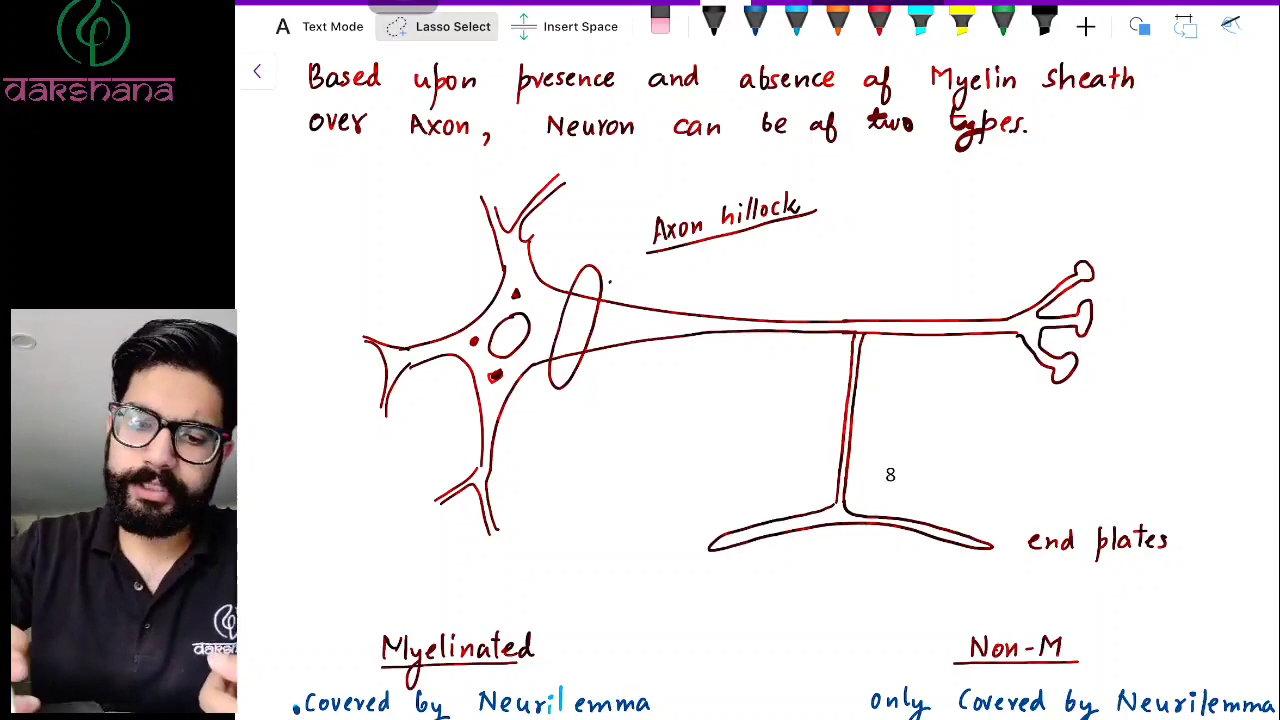 dakshana
Text Mode
Lasso Select
Insert Space
Based upon presence and absence of Myelin sheath
over Axon, Neuron can be of two types.
Axon hillock
8
end plates
Myelinated
Non-M
.covered by Neurilemma
only Covered by Neurilemma